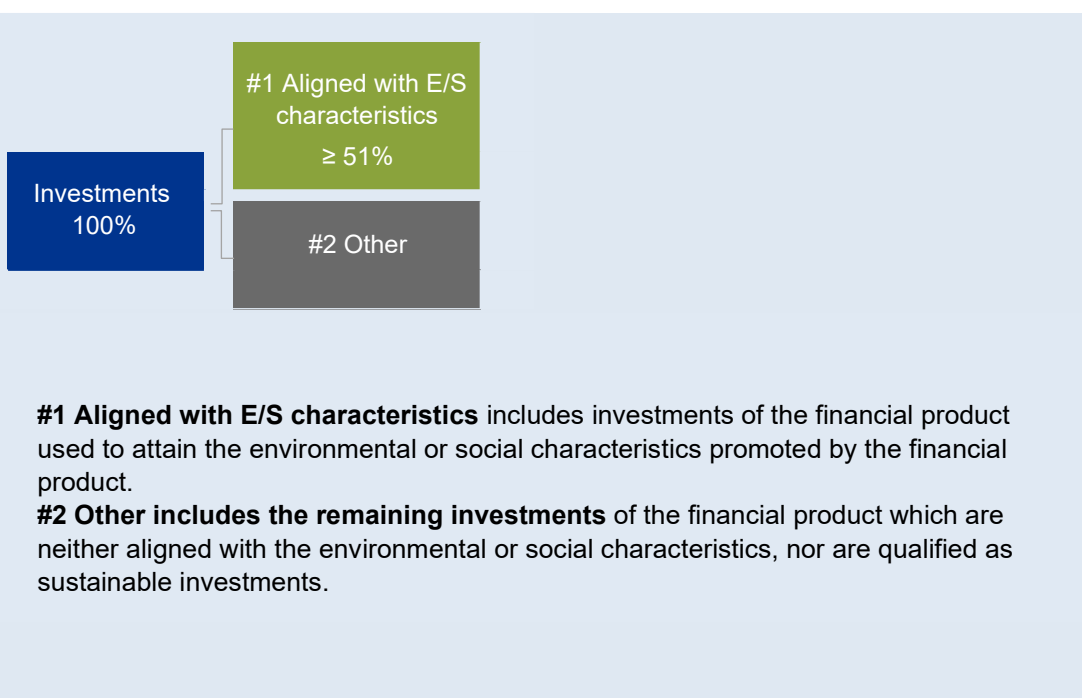 #1 Aligned with E/S
characteristics
≥ 51%
Investments
100%
#2 Other
#1 Aligned with E/S characteristics includes investments of the financial product
used to attain the environmental or social characteristics promoted by the financial
product.
#2 Other includes the remaining investments of the financial product which are
neither aligned with the environmental or social characteristics, nor are qualified as
sustainable investments.